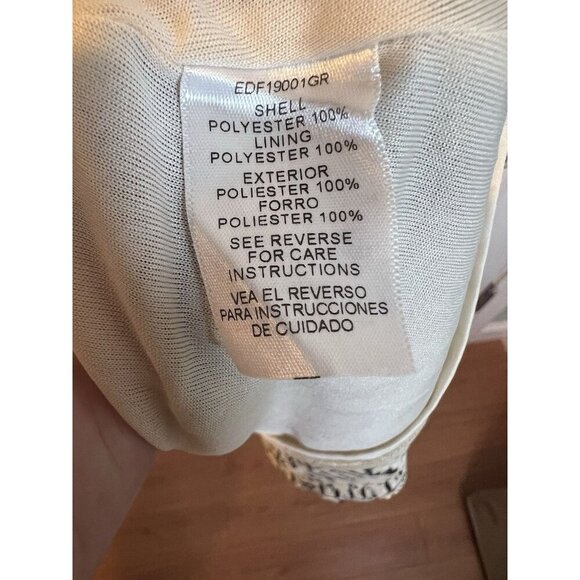 EDF19001GR
SHELL
POLYESTER 100%
LINING
POLYESTER 100%
EXTERIOR
POLIESTER 100%
FORRO
POLIESTER 100%
SEE REVERSE
FOR CARE
INSTRUCTIONS
VEA EL REVERSO
PARA INSTRUCCIONES
DE CUIDADO